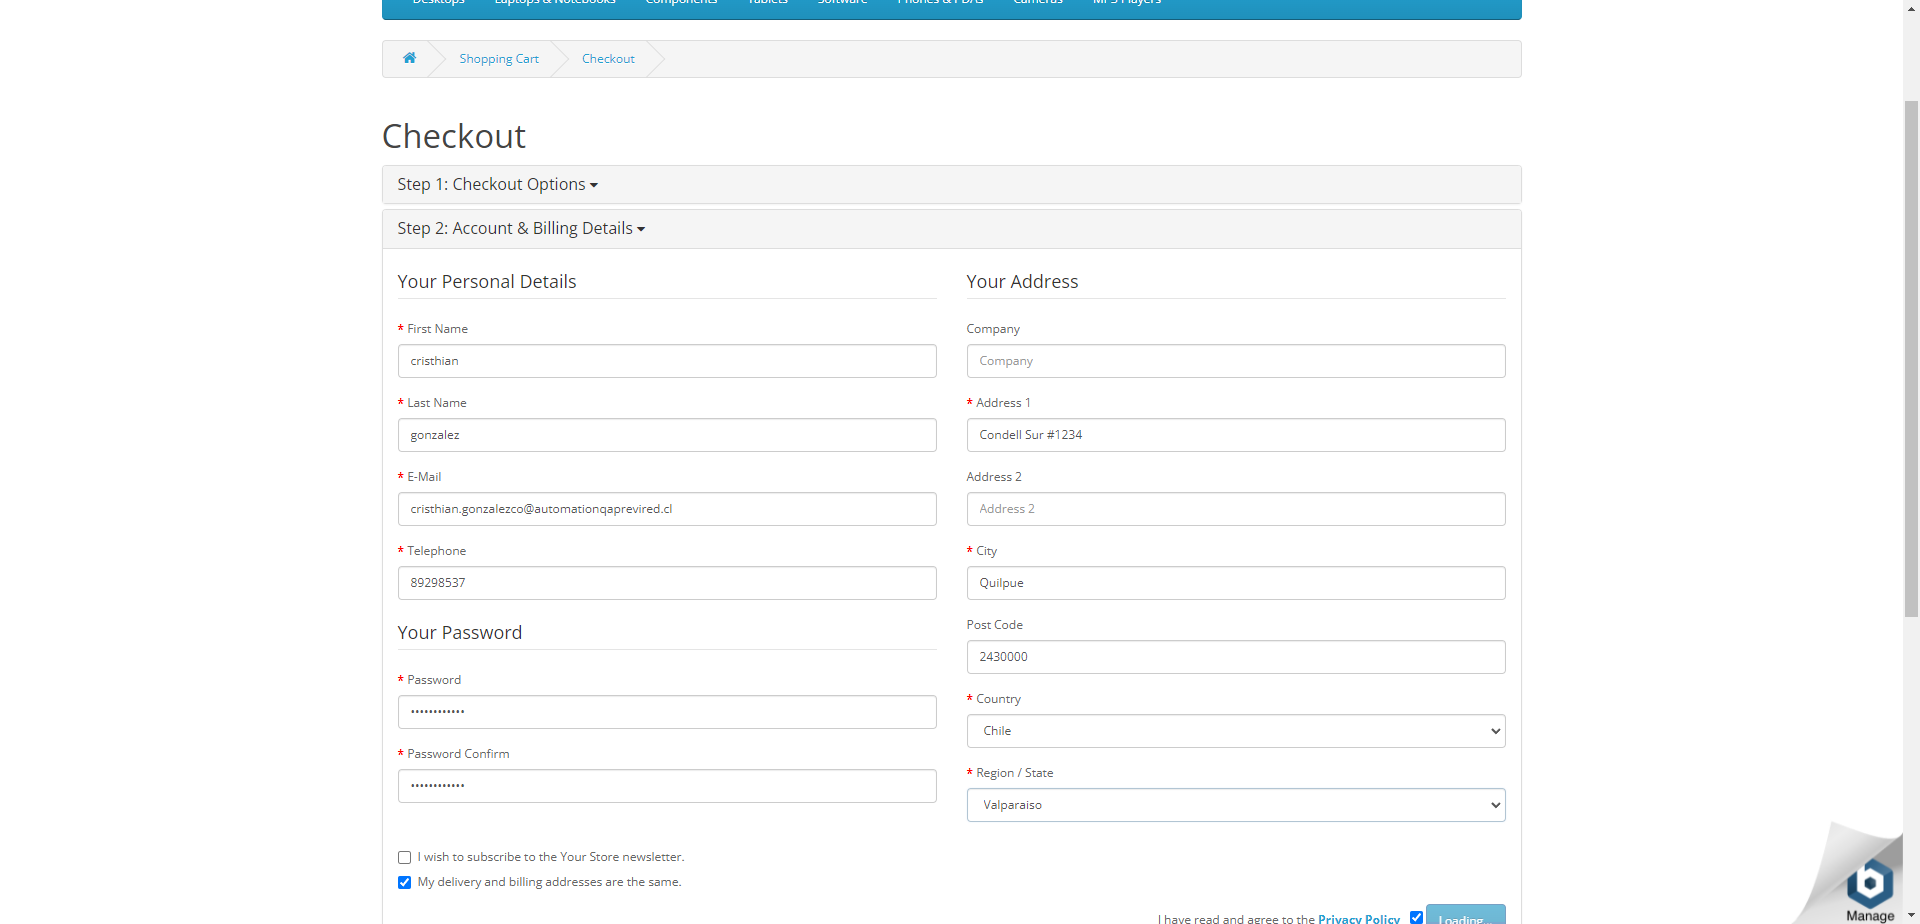 Desktops Laptops & Notebooks Components Tablets Software Phones & PDAs Cameras MP3 Players
Shopping Cart Checkout
Checkout
Step 1: Checkout Options
Step 2: Account & Billing Details
Your Personal Details
* First Name
cristhian
* Last Name
gonzalez
* E-Mail
cristhian.gonzalezco@automationqaprevired.cl
* Telephone
89298537
Your Password
* Password
••••••••••••
* Password Confirm
••••••••••••
Your Address
Company
Company
* Address 1
Condell Sur #1234
Address 2
Address 2
* City
Quilpue
Post Code
2430000
* Country
Chile
* Region / State
Valparaiso
I wish to subscribe to the Your Store newsletter.
My delivery and billing addresses are the same.
I have read and agree to the Privacy Policy Loading...
b
Manage